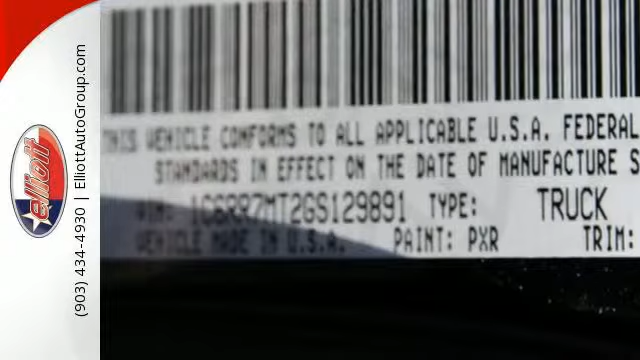 THIS VEHICLE CONFORMS TO ALL APPLICABLE U.S.A. FEDERAL
STANDARDS IN EFFECT ON THE DATE OF MANUFACTURE S
VIN: 1C6RR7MT2GS129891 TYPE: TRUCK
VEHICLE MADE IN U.S.A. PAINT: PXR TRIM:
elliott
(903) 434-4930 | ElliottAutoGroup.com